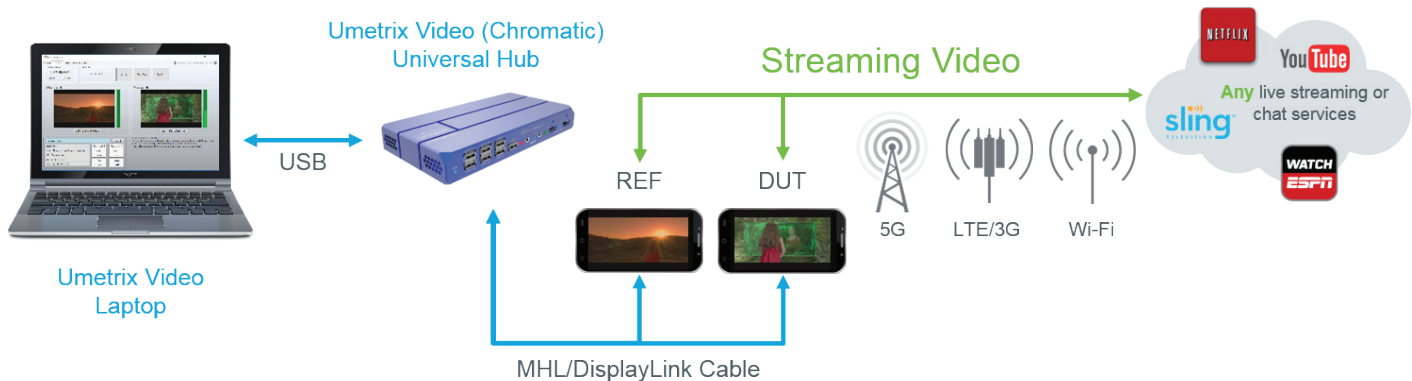 Umetrix Video (Chromatic)
Universal Hub
Streaming Video
NETFLIX
YouTube
Any live streaming or
chat services
sling
TELEVISION
WATCH
ESPN
USB
REF
DUT
5G
LTE/3G
Wi-Fi
Umetrix Video
Laptop
MHL/DisplayLink Cable